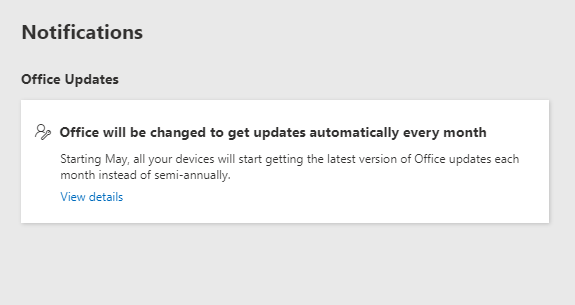 Notifications
Office Updates
Office will be changed to get updates automatically every month
Starting May, all your devices will start getting the latest version of Office updates each
month instead of semi-annually.
View details